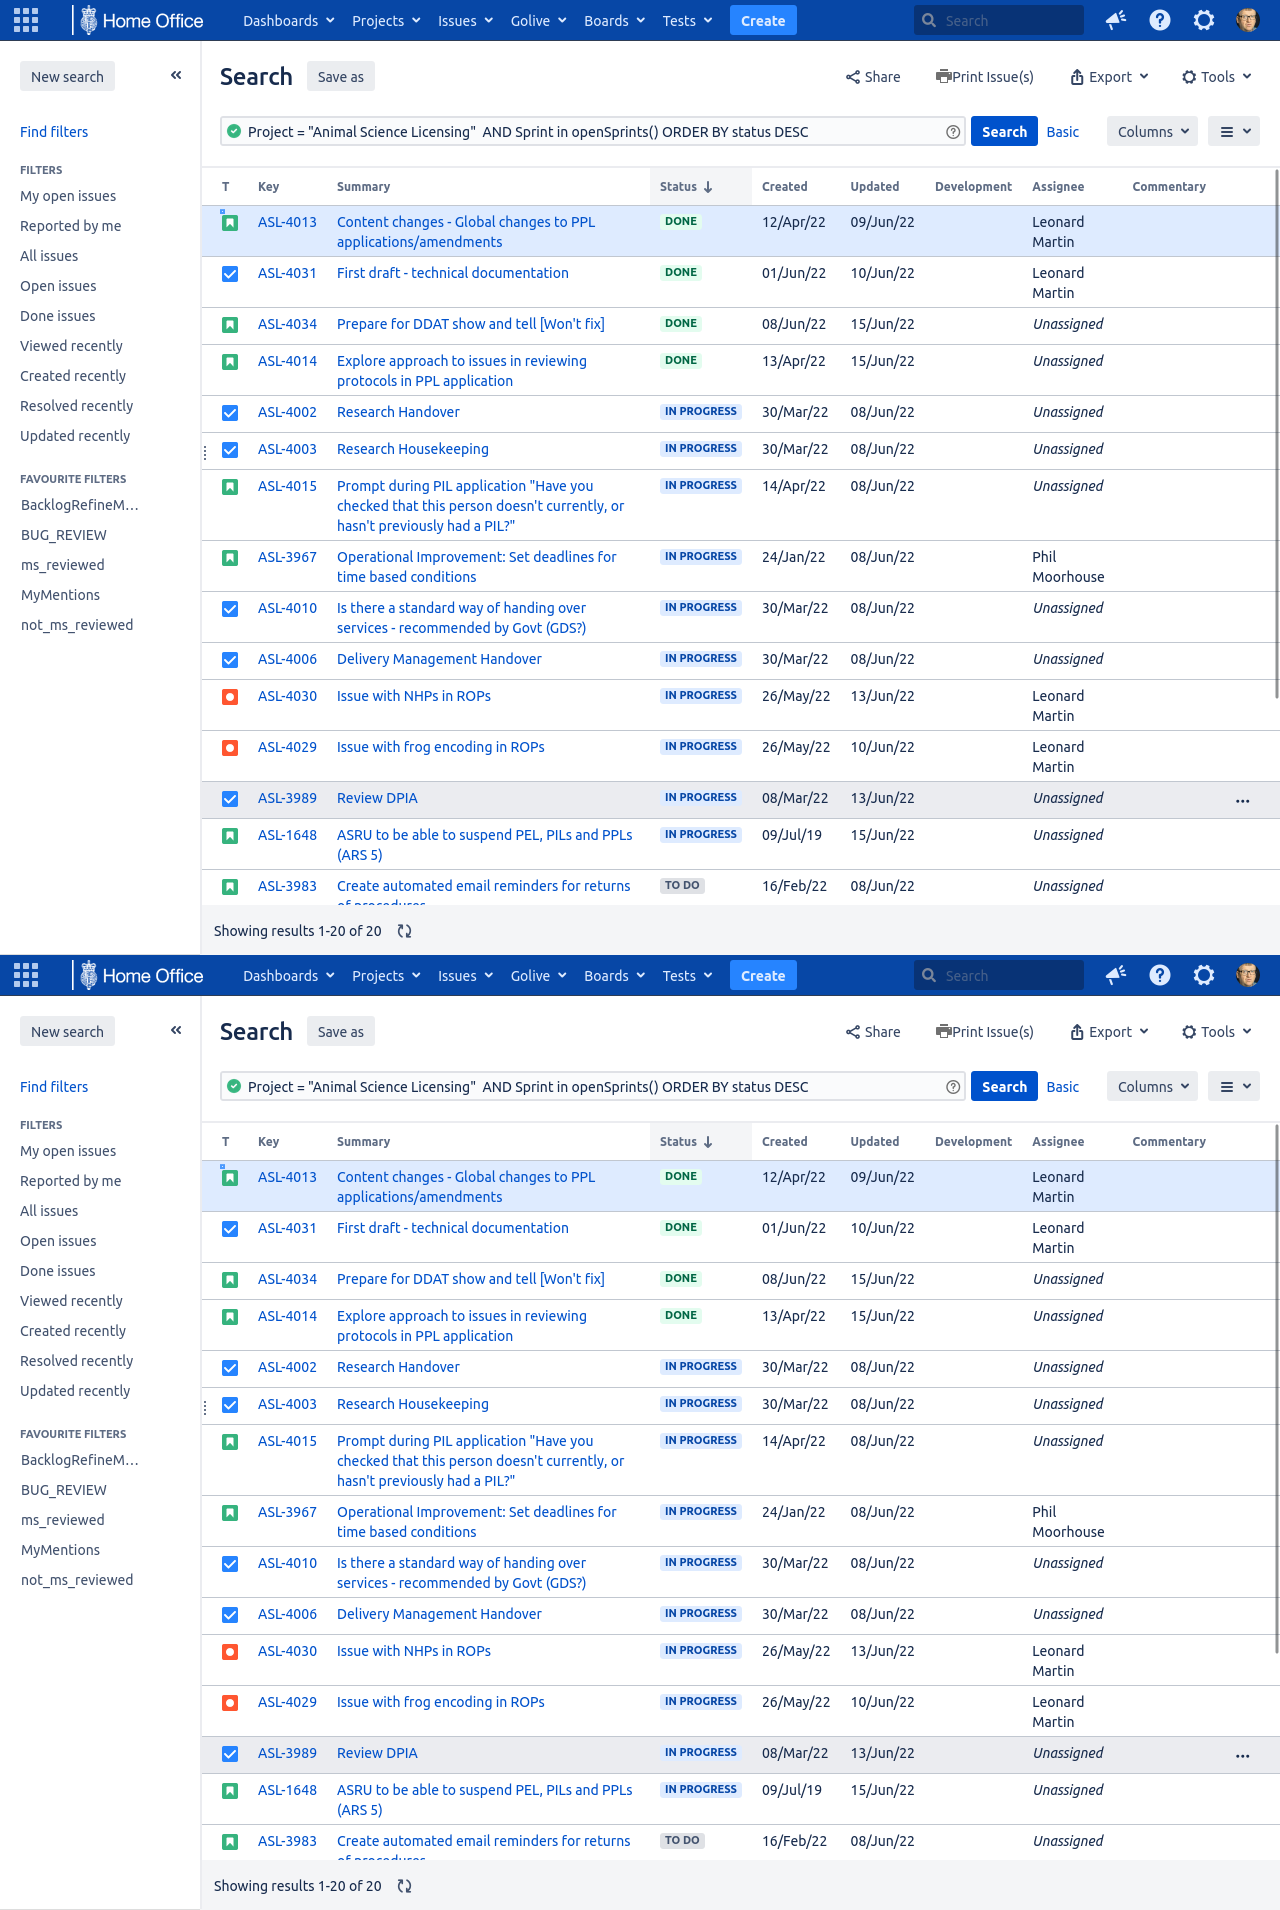 Home Office Dashboards Projects Issues Golive Boards Tests Create Search
New search Search Save as Share Print Issue(s) Export Tools
Find filters Project = "Animal Science Licensing"  AND Sprint in openSprints() ORDER BY status DESC Search Basic Columns
FILTERS
My open issues
Reported by me
All issues
Open issues
Done issues
Viewed recently
Created recently
Resolved recently
Updated recently
FAVOURITE FILTERS
BacklogRefineM...
BUG_REVIEW
ms_reviewed
MyMentions
not_ms_reviewed
T Key Summary Status Created Updated Development Assignee Commentary
ASL-4013 Content changes - Global changes to PPL DONE 12/Apr/22 09/Jun/22 Leonard
applications/amendments Martin
ASL-4031 First draft - technical documentation DONE 01/Jun/22 10/Jun/22 Leonard
Martin
ASL-4034 Prepare for DDAT show and tell [Won't fix] DONE 08/Jun/22 15/Jun/22 Unassigned
ASL-4014 Explore approach to issues in reviewing DONE 13/Apr/22 15/Jun/22 Unassigned
protocols in PPL application
ASL-4002 Research Handover IN PROGRESS 30/Mar/22 08/Jun/22 Unassigned
ASL-4003 Research Housekeeping IN PROGRESS 30/Mar/22 08/Jun/22 Unassigned
ASL-4015 Prompt during PIL application "Have you IN PROGRESS 14/Apr/22 08/Jun/22 Unassigned
checked that this person doesn't currently, or
hasn't previously had a PIL?"
ASL-3967 Operational Improvement: Set deadlines for IN PROGRESS 24/Jan/22 08/Jun/22 Phil
time based conditions Moorhouse
ASL-4010 Is there a standard way of handing over IN PROGRESS 30/Mar/22 08/Jun/22 Unassigned
services - recommended by Govt (GDS?)
ASL-4006 Delivery Management Handover IN PROGRESS 30/Mar/22 08/Jun/22 Unassigned
ASL-4030 Issue with NHPs in ROPs IN PROGRESS 26/May/22 13/Jun/22 Leonard
Martin
ASL-4029 Issue with frog encoding in ROPs IN PROGRESS 26/May/22 10/Jun/22 Leonard
Martin
ASL-3989 Review DPIA IN PROGRESS 08/Mar/22 13/Jun/22 Unassigned
ASL-1648 ASRU to be able to suspend PEL, PILs and PPLs IN PROGRESS 09/Jul/19 15/Jun/22 Unassigned
(ARS 5)
ASL-3983 Create automated email reminders for returns TO DO 16/Feb/22 08/Jun/22 Unassigned
of procedures
Showing results 1-20 of 20
Home Office Dashboards Projects Issues Golive Boards Tests Create Search
New search Search Save as Share Print Issue(s) Export Tools
Find filters Project = "Animal Science Licensing"  AND Sprint in openSprints() ORDER BY status DESC Search Basic Columns
FILTERS
My open issues
Reported by me
All issues
Open issues
Done issues
Viewed recently
Created recently
Resolved recently
Updated recently
FAVOURITE FILTERS
BacklogRefineM...
BUG_REVIEW
ms_reviewed
MyMentions
not_ms_reviewed
T Key Summary Status Created Updated Development Assignee Commentary
ASL-4013 Content changes - Global changes to PPL DONE 12/Apr/22 09/Jun/22 Leonard
applications/amendments Martin
ASL-4031 First draft - technical documentation DONE 01/Jun/22 10/Jun/22 Leonard
Martin
ASL-4034 Prepare for DDAT show and tell [Won't fix] DONE 08/Jun/22 15/Jun/22 Unassigned
ASL-4014 Explore approach to issues in reviewing DONE 13/Apr/22 15/Jun/22 Unassigned
protocols in PPL application
ASL-4002 Research Handover IN PROGRESS 30/Mar/22 08/Jun/22 Unassigned
ASL-4003 Research Housekeeping IN PROGRESS 30/Mar/22 08/Jun/22 Unassigned
ASL-4015 Prompt during PIL application "Have you IN PROGRESS 14/Apr/22 08/Jun/22 Unassigned
checked that this person doesn't currently, or
hasn't previously had a PIL?"
ASL-3967 Operational Improvement: Set deadlines for IN PROGRESS 24/Jan/22 08/Jun/22 Phil
time based conditions Moorhouse
ASL-4010 Is there a standard way of handing over IN PROGRESS 30/Mar/22 08/Jun/22 Unassigned
services - recommended by Govt (GDS?)
ASL-4006 Delivery Management Handover IN PROGRESS 30/Mar/22 08/Jun/22 Unassigned
ASL-4030 Issue with NHPs in ROPs IN PROGRESS 26/May/22 13/Jun/22 Leonard
Martin
ASL-4029 Issue with frog encoding in ROPs IN PROGRESS 26/May/22 10/Jun/22 Leonard
Martin
ASL-3989 Review DPIA IN PROGRESS 08/Mar/22 13/Jun/22 Unassigned
ASL-1648 ASRU to be able to suspend PEL, PILs and PPLs IN PROGRESS 09/Jul/19 15/Jun/22 Unassigned
(ARS 5)
ASL-3983 Create automated email reminders for returns TO DO 16/Feb/22 08/Jun/22 Unassigned
of procedures
Showing results 1-20 of 20